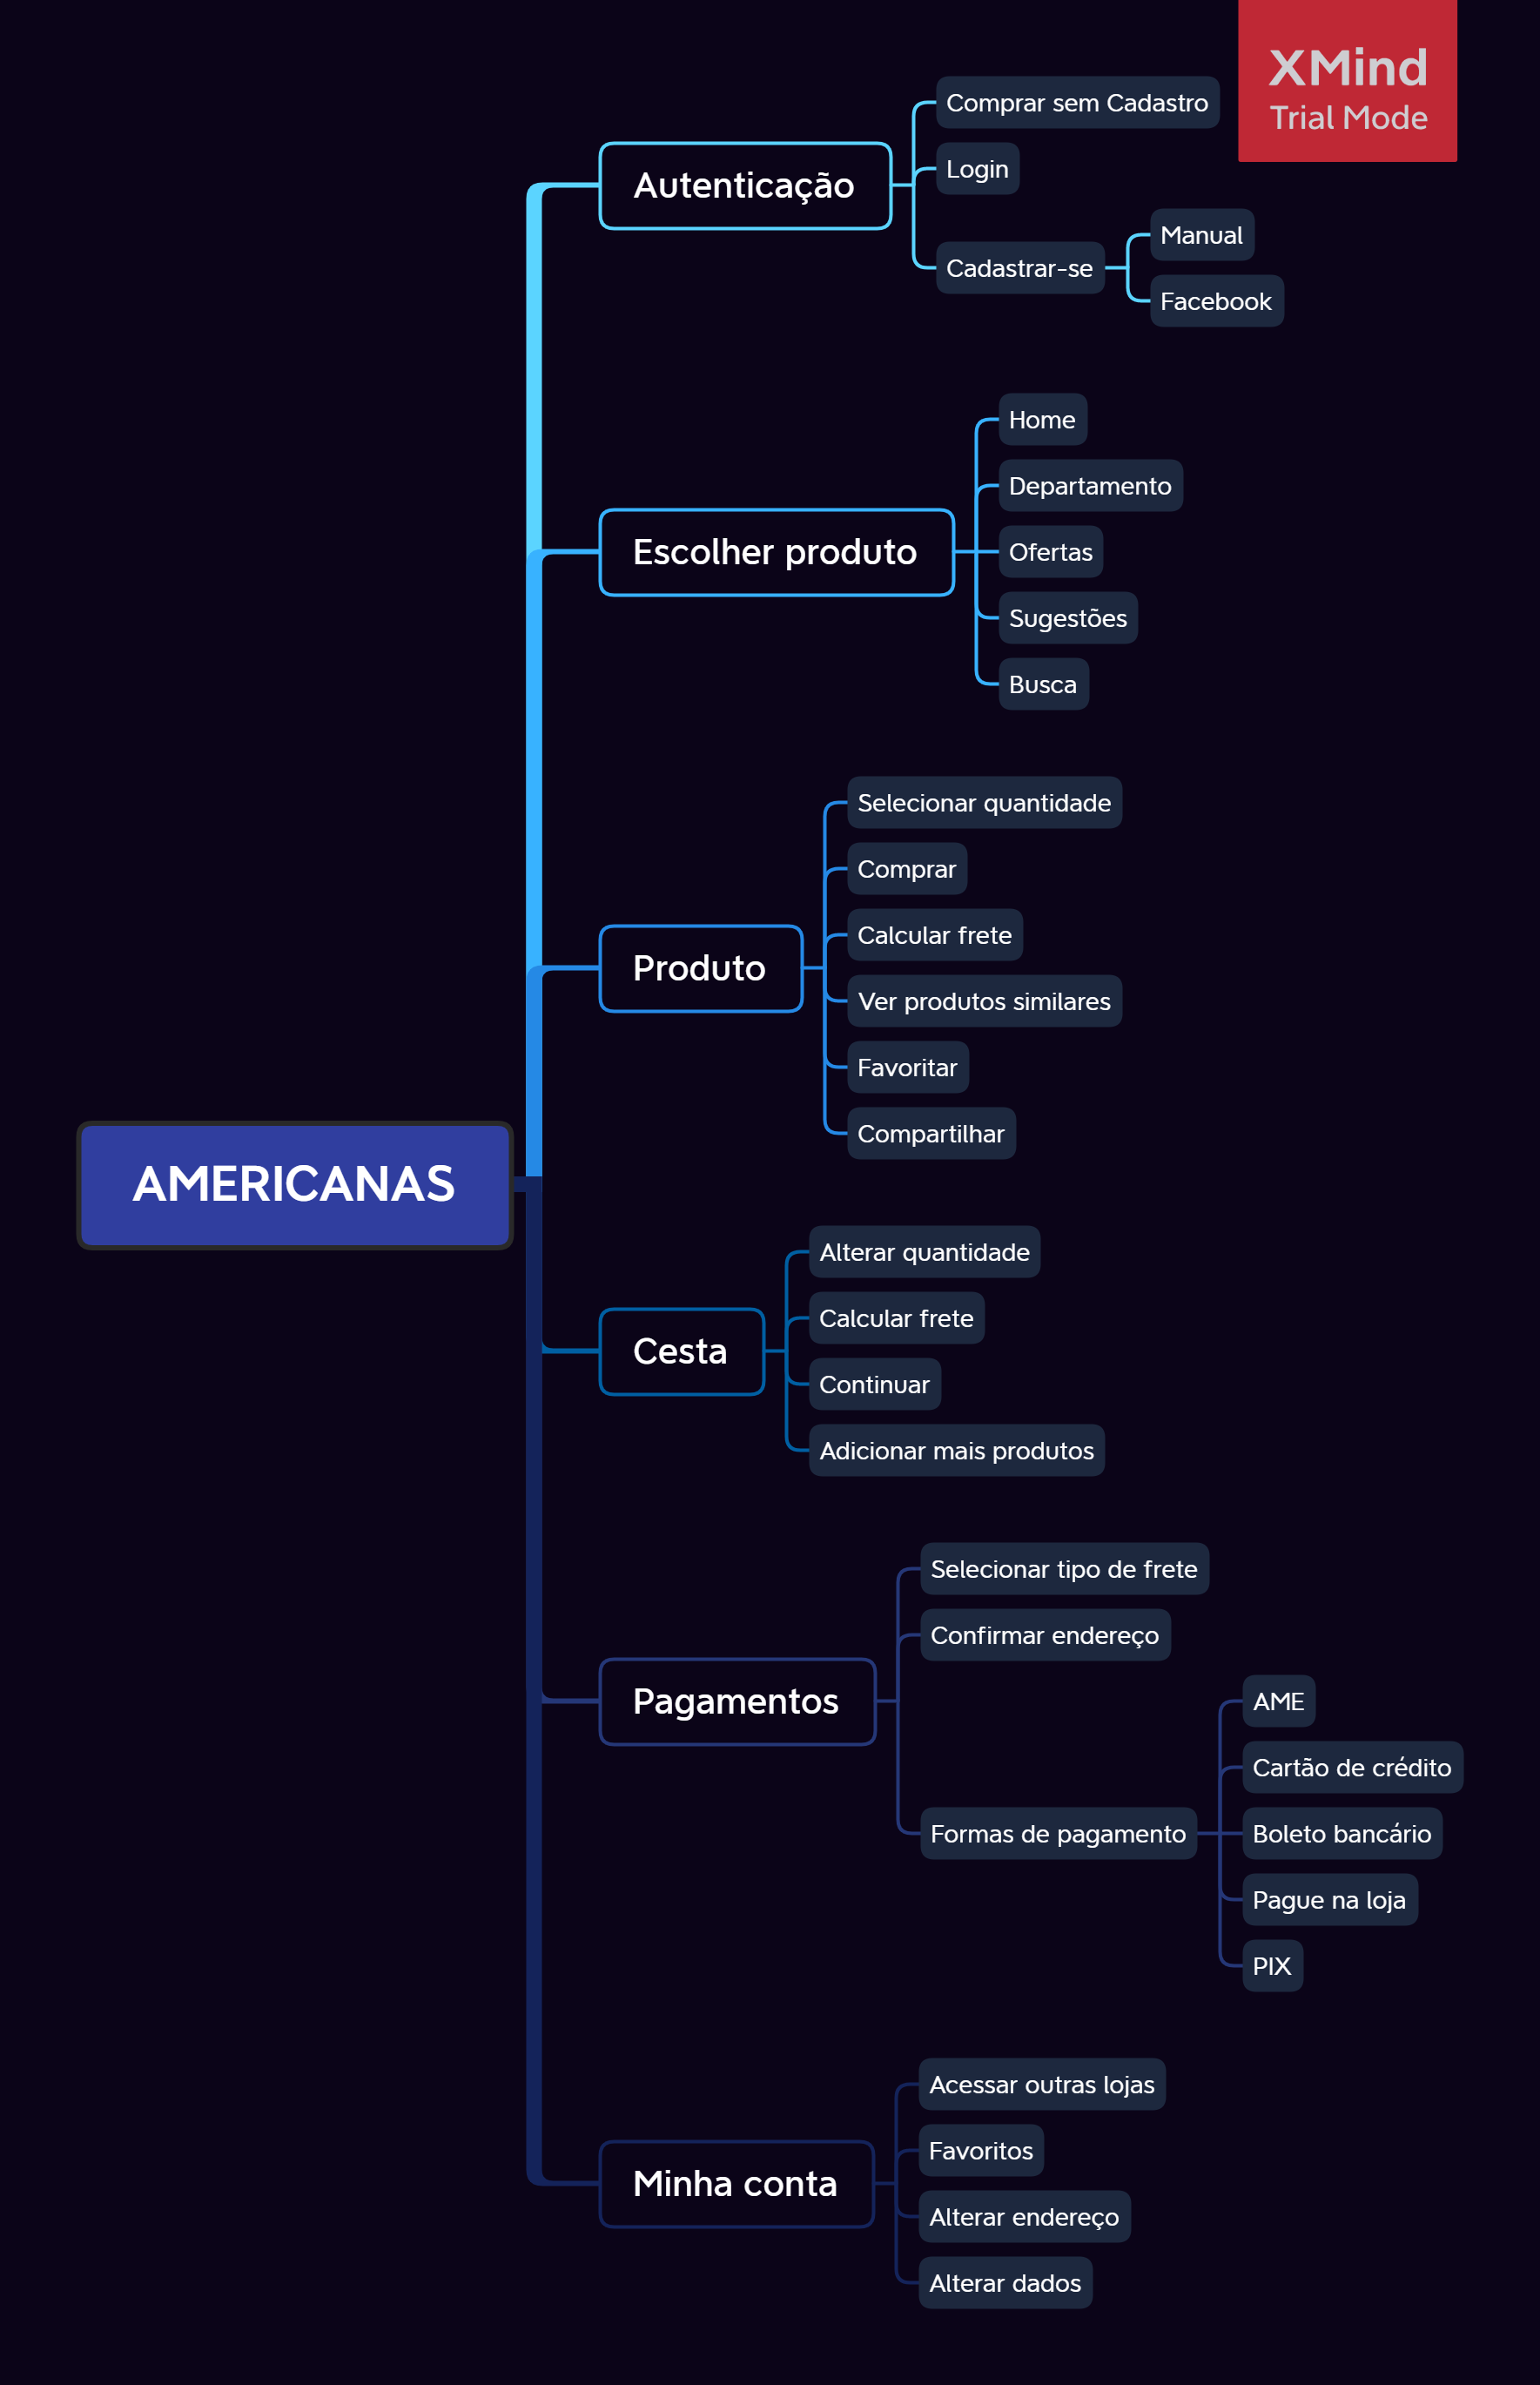 XMind
Trial Mode
AMERICANAS
Autenticação
Comprar sem Cadastro
Login
Cadastrar-se
Manual
Facebook
Escolher produto
Home
Departamento
Ofertas
Sugestões
Busca
Produto
Selecionar quantidade
Comprar
Calcular frete
Ver produtos similares
Favoritar
Compartilhar
Cesta
Alterar quantidade
Calcular frete
Continuar
Adicionar mais produtos
Pagamentos
Selecionar tipo de frete
Confirmar endereço
Formas de pagamento
AME
Cartão de crédito
Boleto bancário
Pague na loja
PIX
Minha conta
Acessar outras lojas
Favoritos
Alterar endereço
Alterar dados